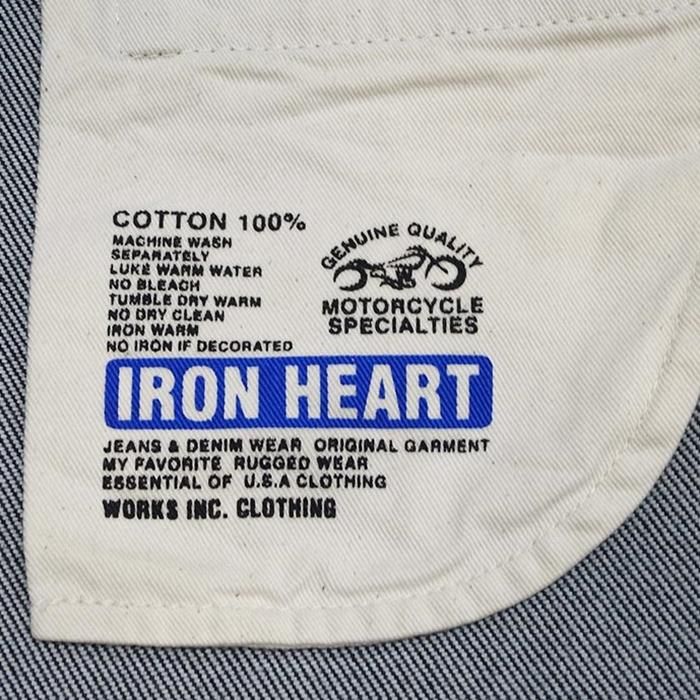 COTTON 100%
MACHINE WASH
SEPARATELY
LUKE WARM WATER
NO BLEACH
TUMBLE DRY WARM
NO DRY CLEAN
IRON WARM
NO IRON IF DECORATED
GENUINE QUALITY
MOTORCYCLE
SPECIALTIES
IRON HEART
JEANS & DENIM WEAR ORIGINAL GARMENT
MY FAVORITE RUGGED WEAR
ESSENTIAL OF U.S.A CLOTHING
WORKS INC. CLOTHING